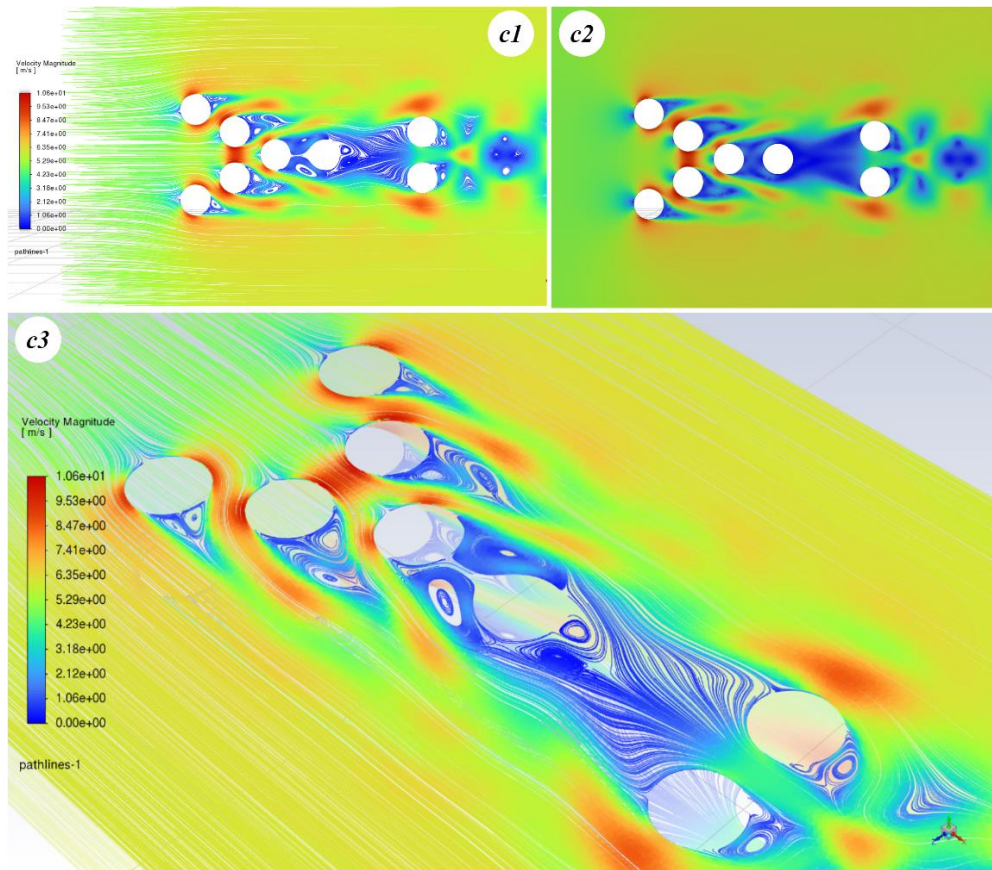 c1
c2
Velocity Magnitude
[ m/s ]
1.06e+01
9.53e+00
8.47e+00
7.41e+00
6.35e+00
5.29e+00
4.23e+00
3.18e+00
2.12e+00
1.06e+00
0.00e+00
pathlines-1
c3
Velocity Magnitude
[ m/s ]
1.06e+01
9.53e+00
8.47e+00
7.41e+00
6.35e+00
5.29e+00
4.23e+00
3.18e+00
2.12e+00
1.06e+00
0.00e+00
pathlines-1